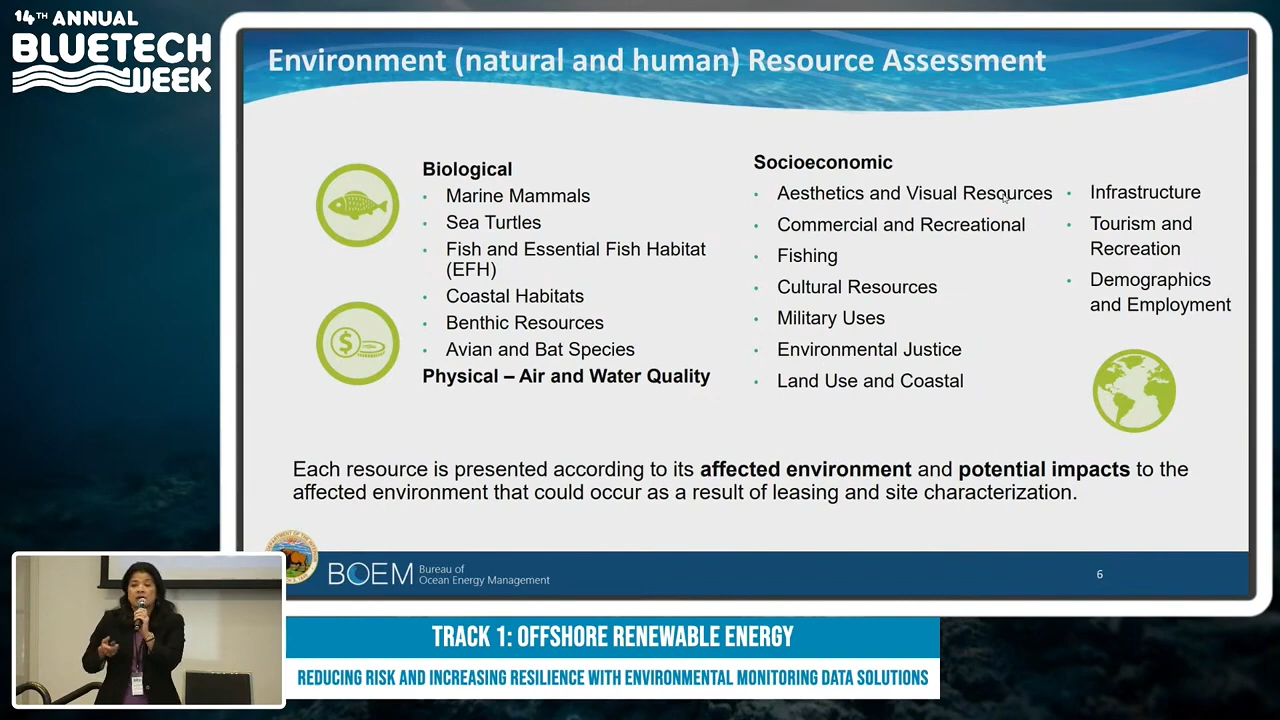 14TH ANNUAL
BLUETECH
WEEK
Environment (natural and human) Resource Assessment
Biological
• Marine Mammals
• Sea Turtles
• Fish and Essential Fish Habitat
(EFH)
• Coastal Habitats
• Benthic Resources
• Avian and Bat Species
Physical – Air and Water Quality
Socioeconomic
• Aesthetics and Visual Resources
• Commercial and Recreational
• Fishing
• Cultural Resources
• Military Uses
• Environmental Justice
• Land Use and Coastal
• Infrastructure
• Tourism and
Recreation
• Demographics
and Employment
$
Each resource is presented according to its affected environment and potential impacts to the
affected environment that could occur as a result of leasing and site characterization.
BOEM
Bureau of
Ocean Energy Management
6
TRACK 1: OFFSHORE RENEWABLE ENERGY
REDUCING RISK AND INCREASING RESILIENCE WITH ENVIRONMENTAL MONITORING DATA SOLUTIONS